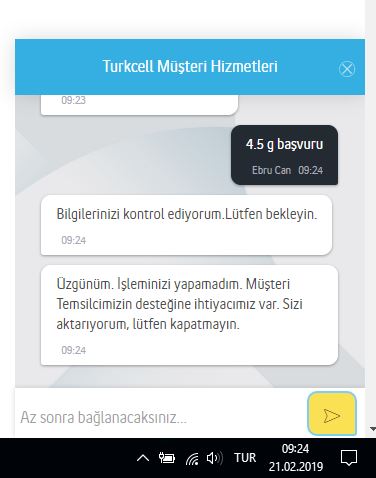 Turkcell Müşteri Hizmetleri
09:23
4.5 g başvuru
Ebru Can 09:24
Bilgilerinizi kontrol ediyorum.Lütfen bekleyin.
09:24
Üzgünüm. İşleminizi yapamadım. Müşteri
Temsilcimizin desteğine ihtiyacımız var. Sizi
aktarıyorum, lütfen kapatmayın.
09:24
Az sonra bağlanacaksınız...
TUR
09:24
21.02.2019